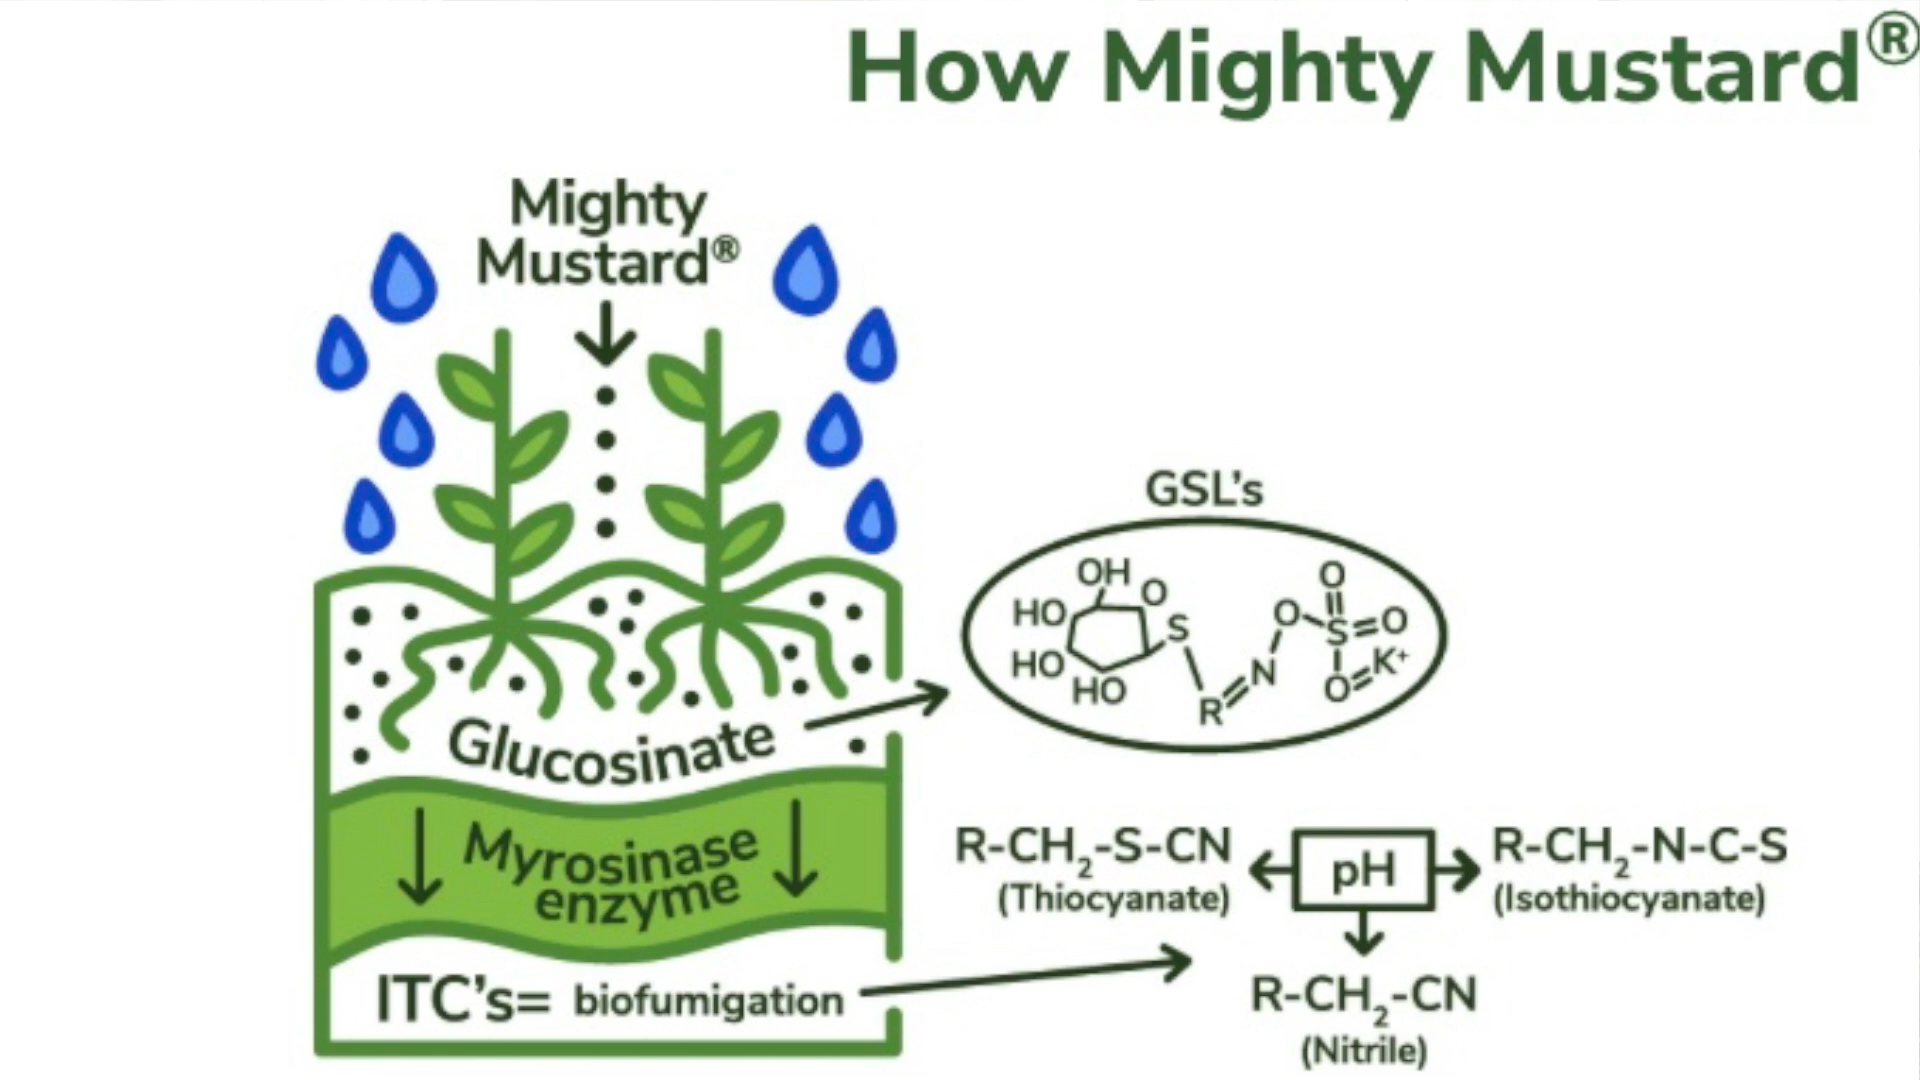 How Mighty Mustard®
Mighty
Mustard®
GSL's
OH
O
HO
S
HO
HO
R
N
O
O
S
O
O
K+
Glucosinate
Myrosinase
enzyme
ITC's= biofumigation
R-CH₂-S-CN
(Thiocyanate)
pH
R-CH₂-N-C-S
(Isothiocyanate)
R-CH₂-CN
(Nitrile)